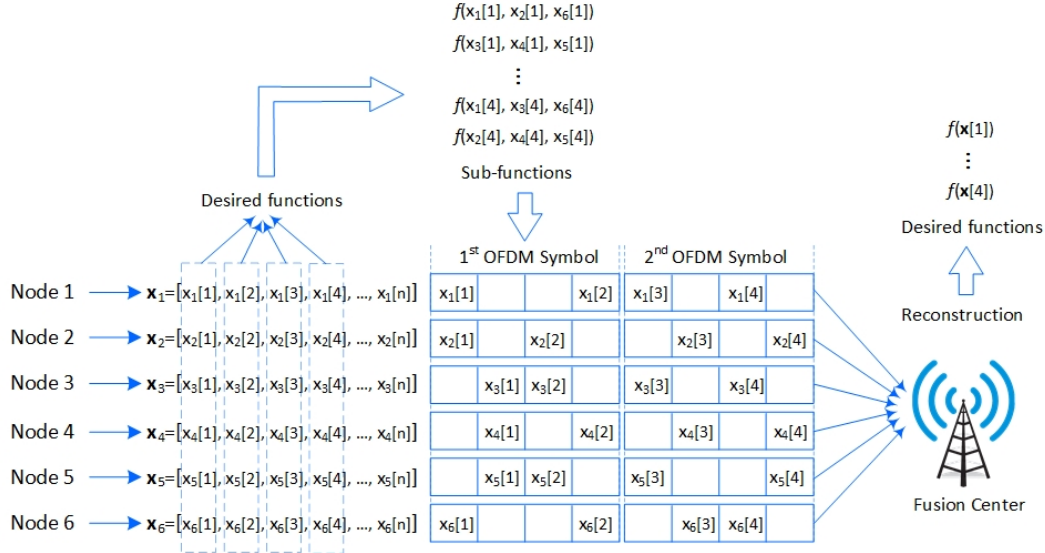 f(x1[1], x2[1], x6[1])
f(x3[1], x4[1], x5[1])
⋮
f(x1[4], x3[4], x6[4])
f(x2[4], x4[4], x5[4])
Sub-functions
f(x[1])
⋮
f(x[4])
Desired functions
Desired functions
1st OFDM Symbol
2nd OFDM Symbol
Reconstruction
Node 1 x1=[x1[1], x1[2], x1[3], x1[4], ..., x1[n]] x1[1] x1[2] x1[3] x1[4]
Node 2 x2=[x2[1], x2[2], x2[3], x2[4], ..., x2[n]] x2[1] x2[2] x2[3] x2[4]
Node 3 x3=[x3[1], x3[2], x3[3], x3[4], ..., x3[n]] x3[1] x3[2] x3[3] x3[4]
Node 4 x4=[x4[1], x4[2], x4[3], x4[4], ..., x4[n]] x4[1] x4[2] x4[3] x4[4]
Node 5 x5=[x5[1], x5[2], x5[3], x5[4], ..., x5[n]] x5[1] x5[2] x5[3] x5[4]
Node 6 x6=[x6[1], x6[2], x6[3], x6[4], ..., x6[n]] x6[1] x6[2] x6[3] x6[4]
Fusion Center